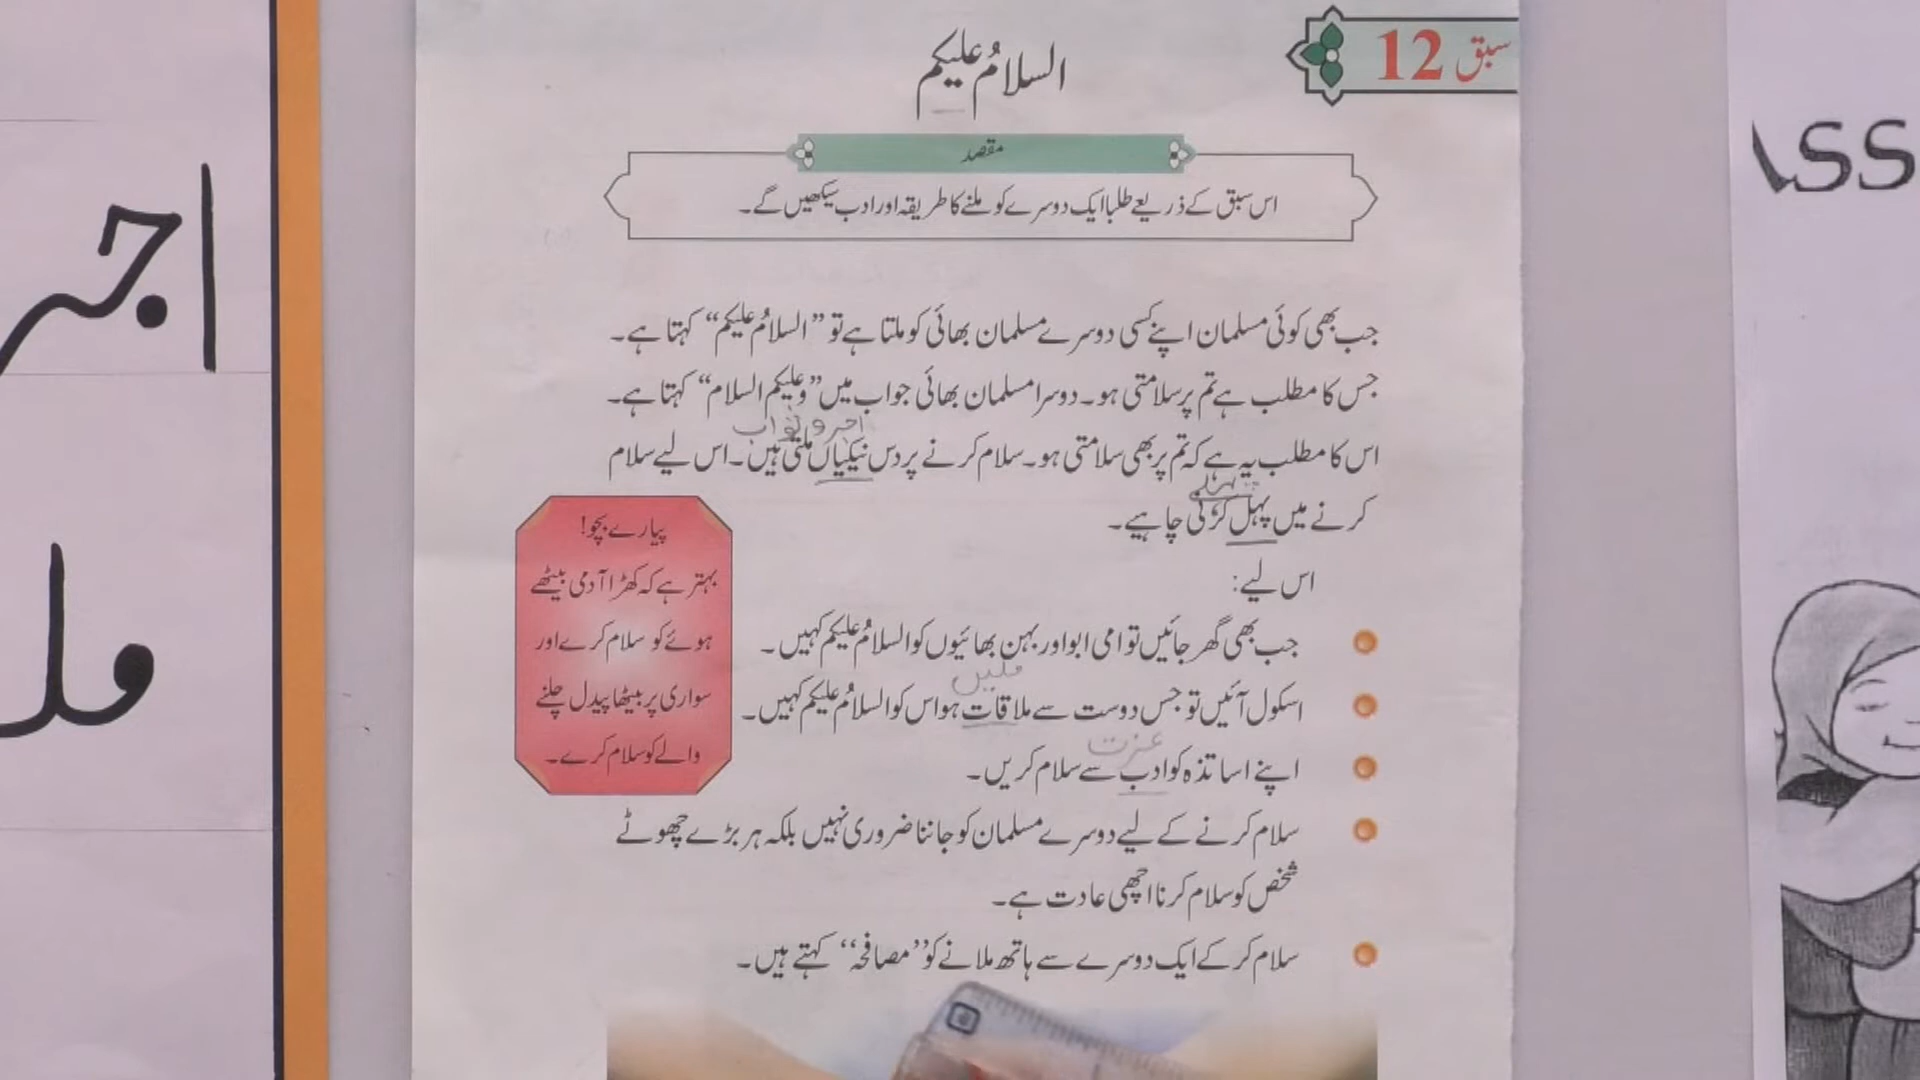 سبق 12
السلامُ علیکم
مقصد
اس سبق کے ذریعے طلبا ایک دوسرے کو ملنے کا طریقہ اور ادب سیکھیں گے۔
جب بھی کوئی مسلمان اپنے کسی دوسرے مسلمان بھائی کو ملتا ہے تو ”السلامُ علیکم“ کہتا ہے۔
جس کا مطلب ہے تم پر سلامتی ہو۔ دوسرا مسلمان بھائی جواب میں ”وعلیکم السلام“ کہتا ہے۔
اجر و ثواب
اس کا مطلب یہ ہے کہ تم پر بھی سلامتی ہو۔ سلام کرنے پر دس نیکیاں ملتی ہیں۔ اس لیے سلام
پہلے
کرنے میں پہل کرنی چاہیے۔
اس لیے:
جب بھی گھر جائیں تو امی ابو اور بہن بھائیوں کو السلامُ علیکم کہیں۔
ملیں
اسکول آئیں تو جس دوست سے ملاقات ہو اس کو السلامُ علیکم کہیں۔
عزت
اپنے اساتذہ کو ادب سے سلام کریں۔
سلام کرنے کے لیے دوسرے مسلمان کو جاننا ضروری نہیں بلکہ ہر بڑے چھوٹے
شخص کو سلام کرنا اچھی عادت ہے۔
سلام کر کے ایک دوسرے سے ہاتھ ملانے کو ”مصافحہ“ کہتے ہیں۔
پیارے بچو!
بہتر ہے کہ کھڑا آدمی بیٹھے
ہوئے کو سلام کرے اور
سواری پر بیٹھا پیدل چلنے
والے کو سلام کرے۔
اجر
مل
ASS